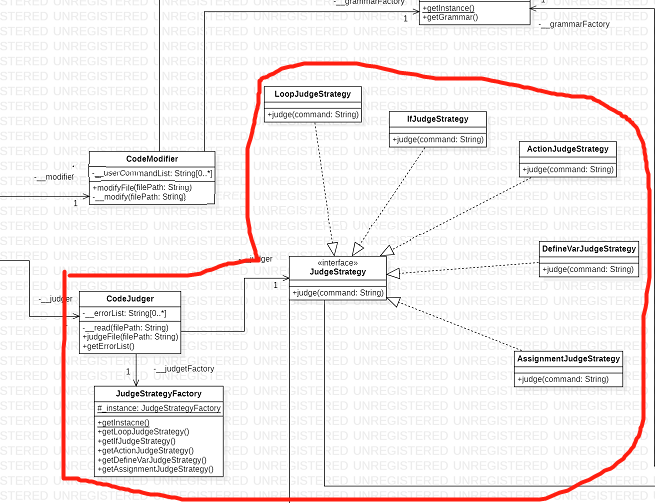 -__grammarFactory
1
+getInstance()
+getGrammar()
1
-__grammarFactory
LoopJudgeStrategy
+judge(command: String)
IfJudgeStrategy
+judge(command: String)
ActionJudgeStrategy
+judge(command: String)
CodeModifier
-__userCommandList: String[0..*]
+modifyFile(filePath: String)
-__modify(filePath: String)
-__modifier
1
DefineVarJudgeStrategy
+judge(command: String)
«interface»
JudgeStrategy
+judge(command: String)
1
-__judger
CodeJudger
-__errorList: String[0..*]
-__read(filePath: String)
+judgeFile(filePath: String)
+getErrorList()
AssignmentJudgeStrategy
+judge(command: String)
1
-__judgetFactory
JudgeStrategyFactory
#_instance: JudgeStrategyFactory
+getInstacne()
+getLoopJudgeStrategy()
+getIfJudgeStrategy()
+getActionJudgeStrategy()
+getDefineVarJudgeStrategy()
+getAssignmentJudgeStrategy()
UNREGISTERED